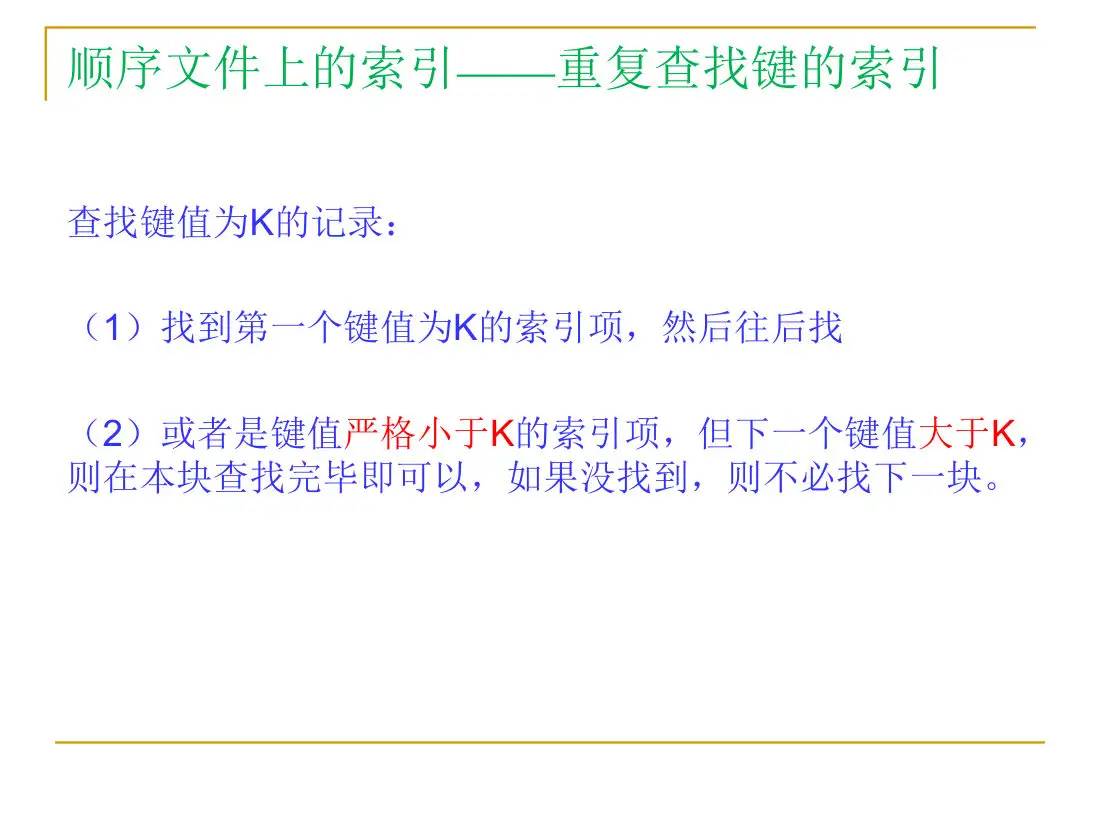 顺序文件上的索引——重复查找键的索引
查找键值为K的记录：
（1）找到第一个键值为K的索引项，然后往后找
（2）或者是键值严格小于K的索引项，但下一个键值大于K，
则在本块查找完毕即可以，如果没找到，则不必找下一块。